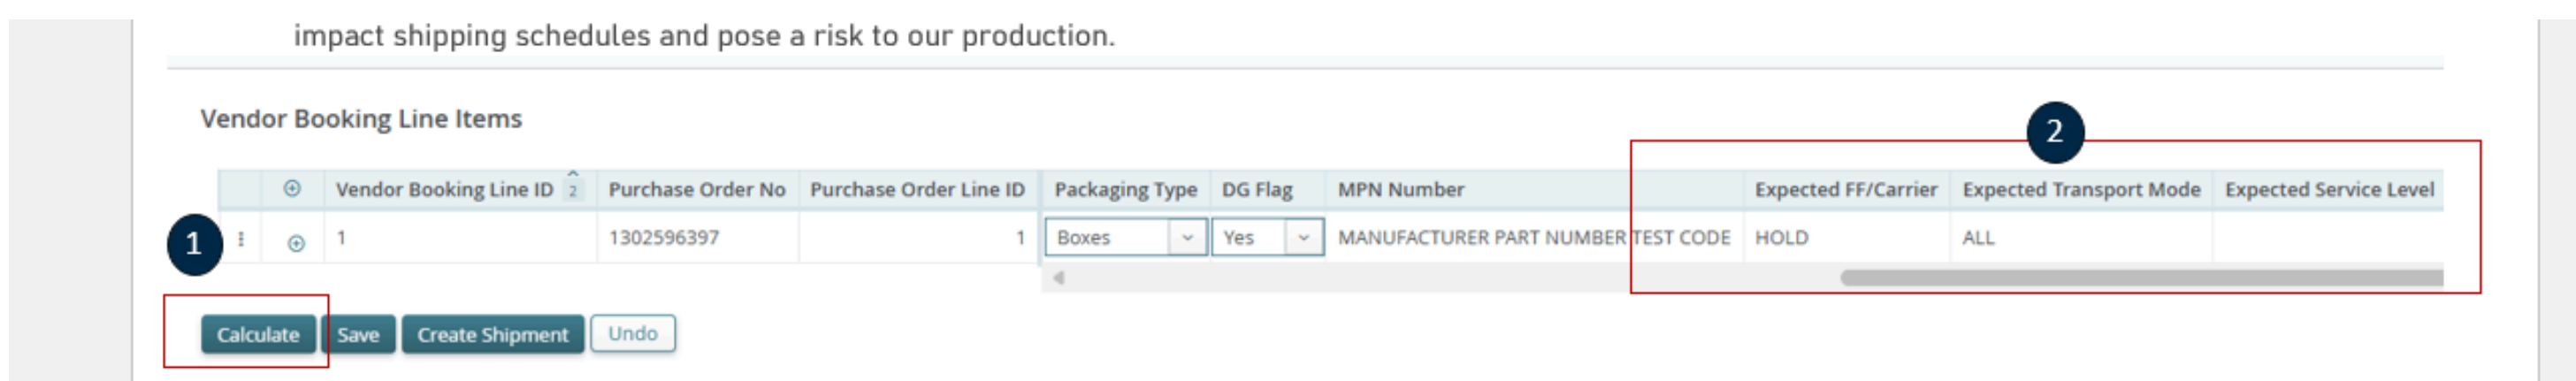 impact shipping schedules and pose a risk to our production.
Vendor Booking Line Items
2
Vendor Booking Line ID 2 Purchase Order No Purchase Order Line ID Packaging Type DG Flag MPN Number Expected FF/Carrier Expected Transport Mode Expected Service Level
1 1 1302596397 1 Boxes Yes MANUFACTURER PART NUMBER TEST CODE HOLD ALL
Calculate Save Create Shipment Undo